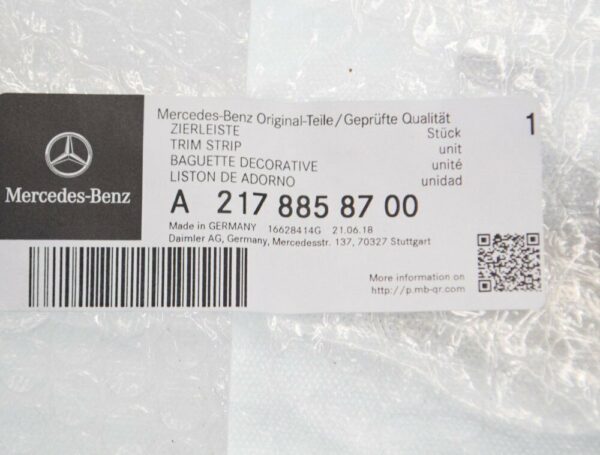 Mercedes-Benz Original-Teile/Geprüfte Qualität
ZIERLEISTE Stück 1
TRIM STRIP unit
BAGUETTE DECORATIVE unité
LISTON DE ADORNO unidad
Mercedes-Benz
A 217 885 87 00
Made in GERMANY 16628414G 21.06.18
Daimler AG, Germany, Mercedesstr. 137, 70327 Stuttgart
More information on
http://p.mb-qr.com